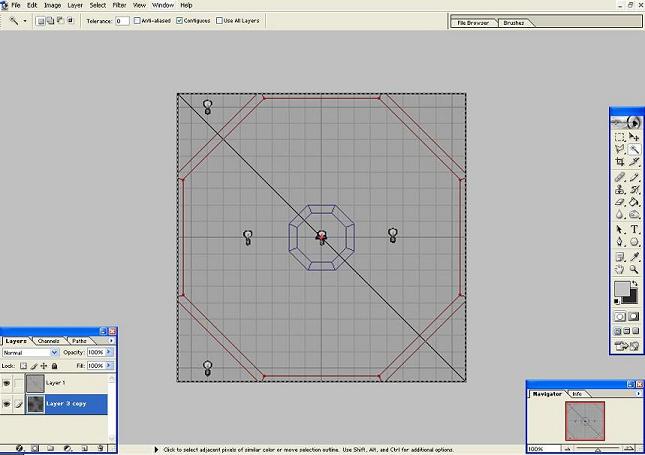 File Edit Image Layer Select Filter View Window Help
Tolerance: 0 Anti-aliased Contiguous Use All Layers
File Browser Brushes
Layers Channels Paths
Normal Opacity: 100%
Lock: Fill: 100%
Layer 1
Layer 3 copy
Click to select adjacent pixels of similar color or move selection outline. Use Shift, Alt, and Ctrl for additional options.
Navigator Info
100%